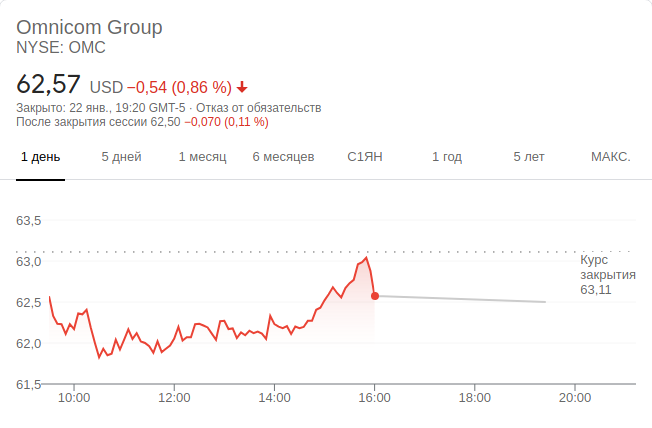 Omnicom Group
NYSE: OMC
62,57 USD −0,54 (0,86 %)
Закрыто: 22 янв., 19:20 GMT-5 · Отказ от обязательств
После закрытия сессии 62,50 −0,070 (0,11 %)
1 день 5 дней 1 месяц 6 месяцев С1ЯН 1 год 5 лет МАКС.
63,5
63,0
62,5
62,0
61,5
Курс
закрытия
63,11
10:00 12:00 14:00 16:00 18:00 20:00